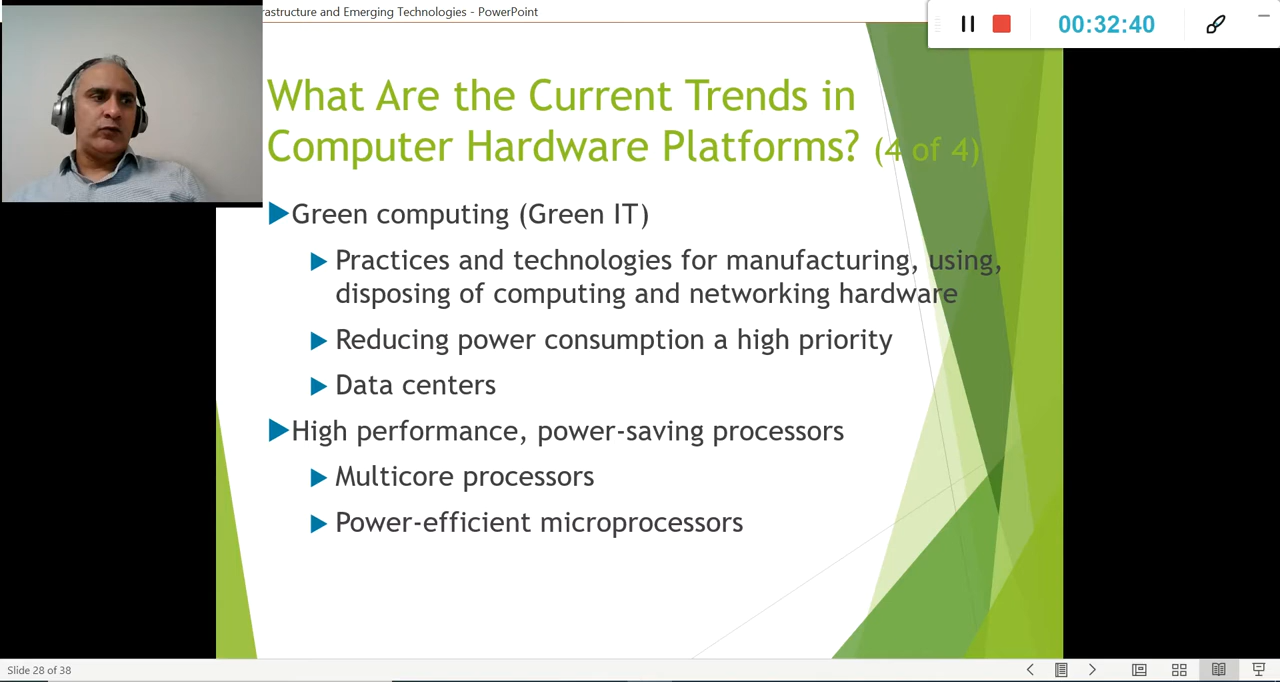 rastructure and Emerging Technologies - PowerPoint
00:32:40
What Are the Current Trends in
Computer Hardware Platforms? (4 of 4)
Green computing (Green IT)
Practices and technologies for manufacturing, using,
disposing of computing and networking hardware
Reducing power consumption a high priority
Data centers
High performance, power-saving processors
Multicore processors
Power-efficient microprocessors
Slide 28 of 38